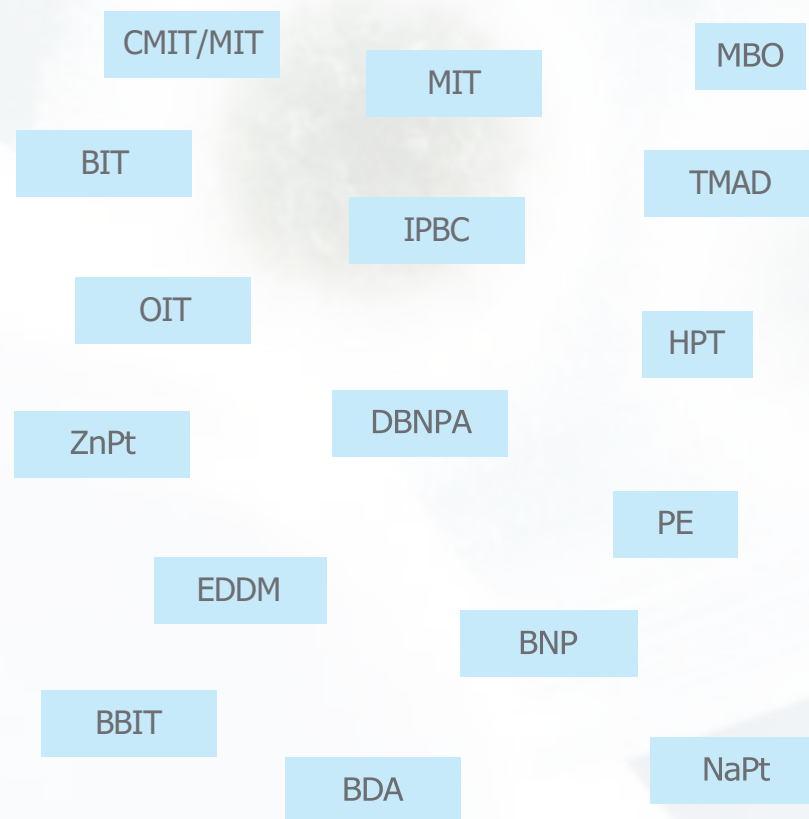 CMIT/MIT
MBO
MIT
BIT
TMAD
IPBC
OIT
HPT
DBNPA
ZnPt
PE
EDDM
BNP
BBIT
NaPt
BDA